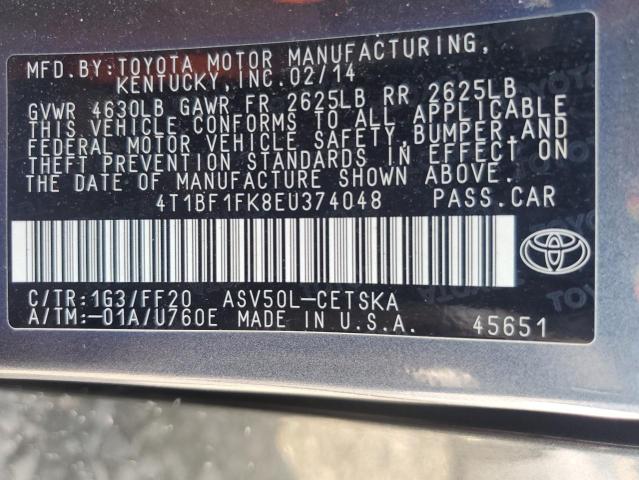 MFD.BY:TOYOTA MOTOR MANUFACTURING,
KENTUCKY,INC.02/14
GVWR 4630LB GAWR FR 2625LB RR 2625LB
THIS VEHICLE CONFORMS TO ALL APPLICABLE
FEDERAL MOTOR VEHICLE SAFETY,BUMPER,AND
THEFT PREVENTION STANDARDS IN EFFECT ON
THE DATE OF MANUFACTURE SHOWN ABOVE.
4T1BF1FK8EU374048 PASS.CAR
C/TR:1G3/FF20 ASV50L-CETSKA
A/TM:-01A/U760E MADE IN U.S.A. 45651